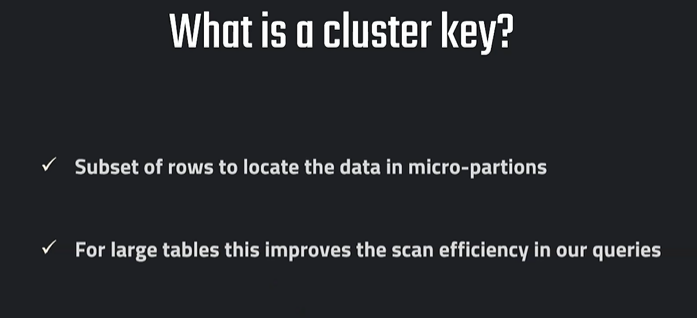 What is a cluster key?
✓ Subset of rows to locate the data in micro-partions
✓ For large tables this improves the scan efficiency in our queries